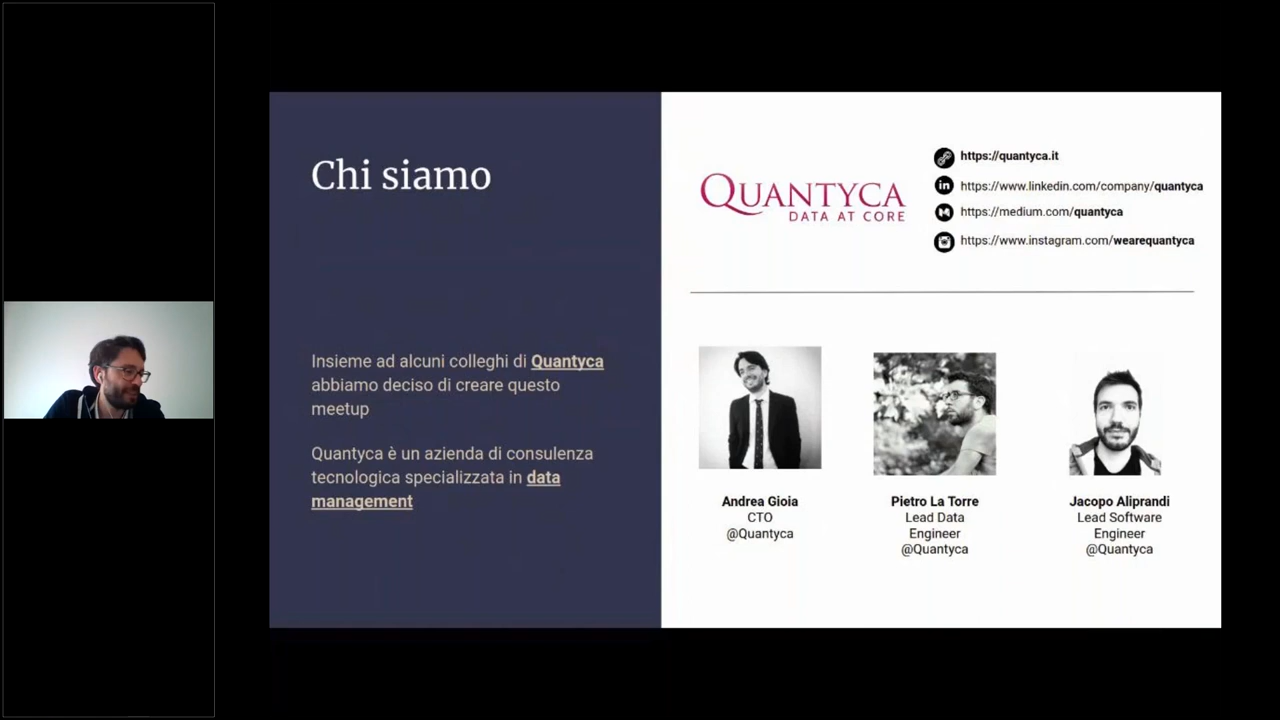 Chi siamo
Insieme ad alcuni colleghi di Quantyca
abbiamo deciso di creare questo
meetup
Quantyca è un azienda di consulenza
tecnologica specializzata in data
management
QUANTYCA
DATA AT CORE
https://quantyca.it
in https://www.linkedin.com/company/quantyca
https://medium.com/quantyca
https://www.instagram.com/wearequantyca
Andrea Gioia
CTO
@Quantyca
Pietro La Torre
Lead Data
Engineer
@Quantyca
Jacopo Aliprandi
Lead Software
Engineer
@Quantyca